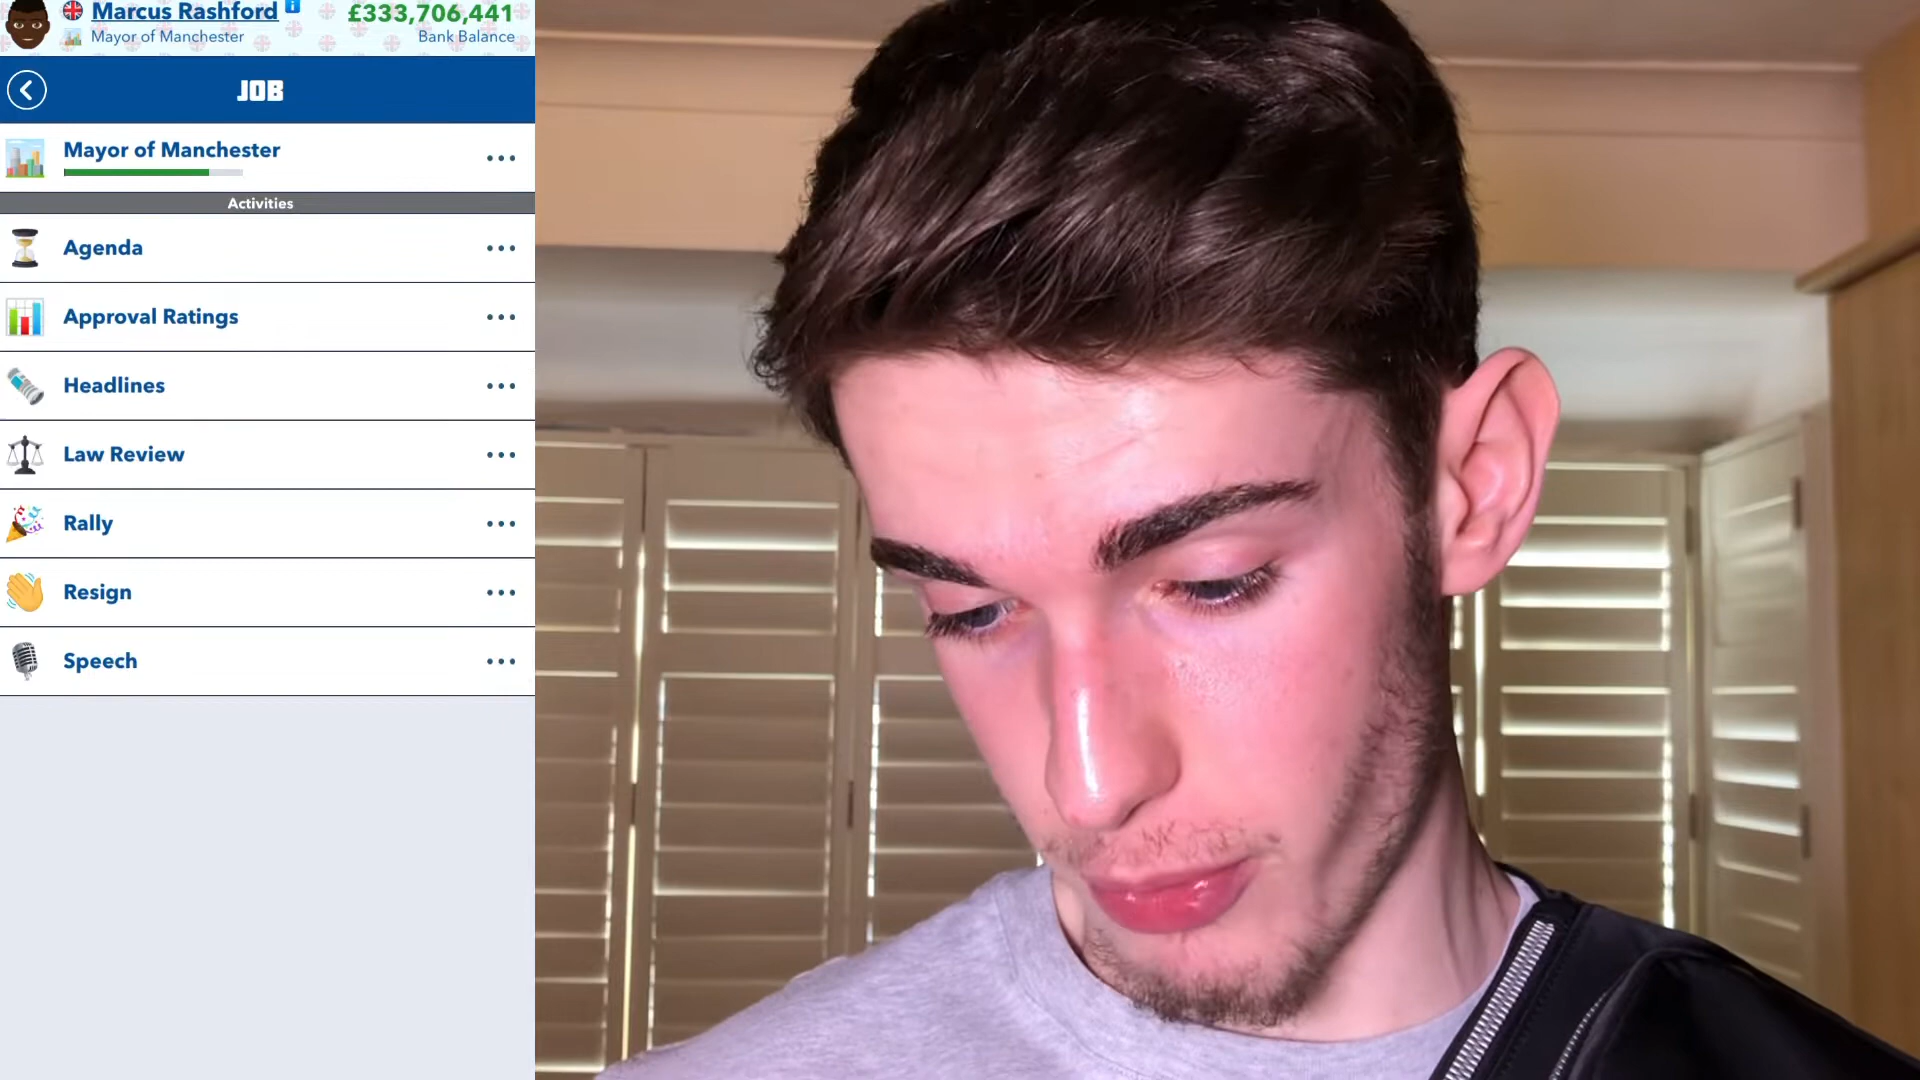 Marcus Rashford
£333,706,441
Mayor of Manchester
Bank Balance
JOB
Mayor of Manchester
Activities
Agenda
Approval Ratings
Headlines
Law Review
Rally
Resign
Speech